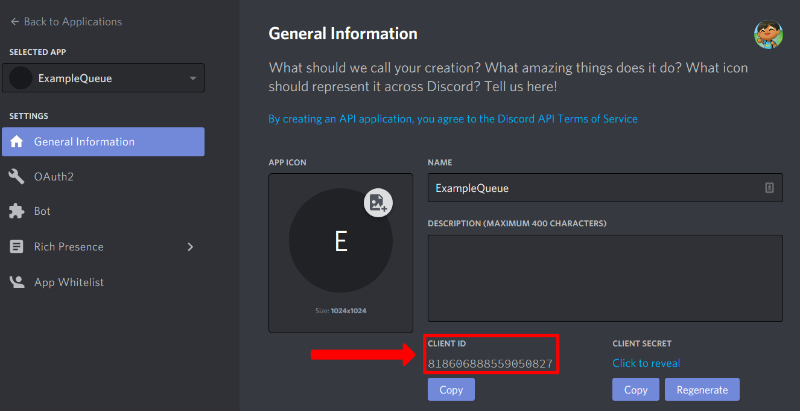 ← Back to Applications
SELECTED APP
ExampleQueue
SETTINGS
General Information
OAuth2
Bot
Rich Presence
App Whitelist
General Information
What should we call your creation? What amazing things does it do? What icon
should represent it across Discord? Tell us here!
By creating an API application, you agree to the Discord API Terms of Service
APP ICON
E
Size: 1024x1024
NAME
ExampleQueue
DESCRIPTION (MAXIMUM 400 CHARACTERS)
CLIENT ID
818606888559050827
Copy
CLIENT SECRET
Click to reveal
Copy
Regenerate